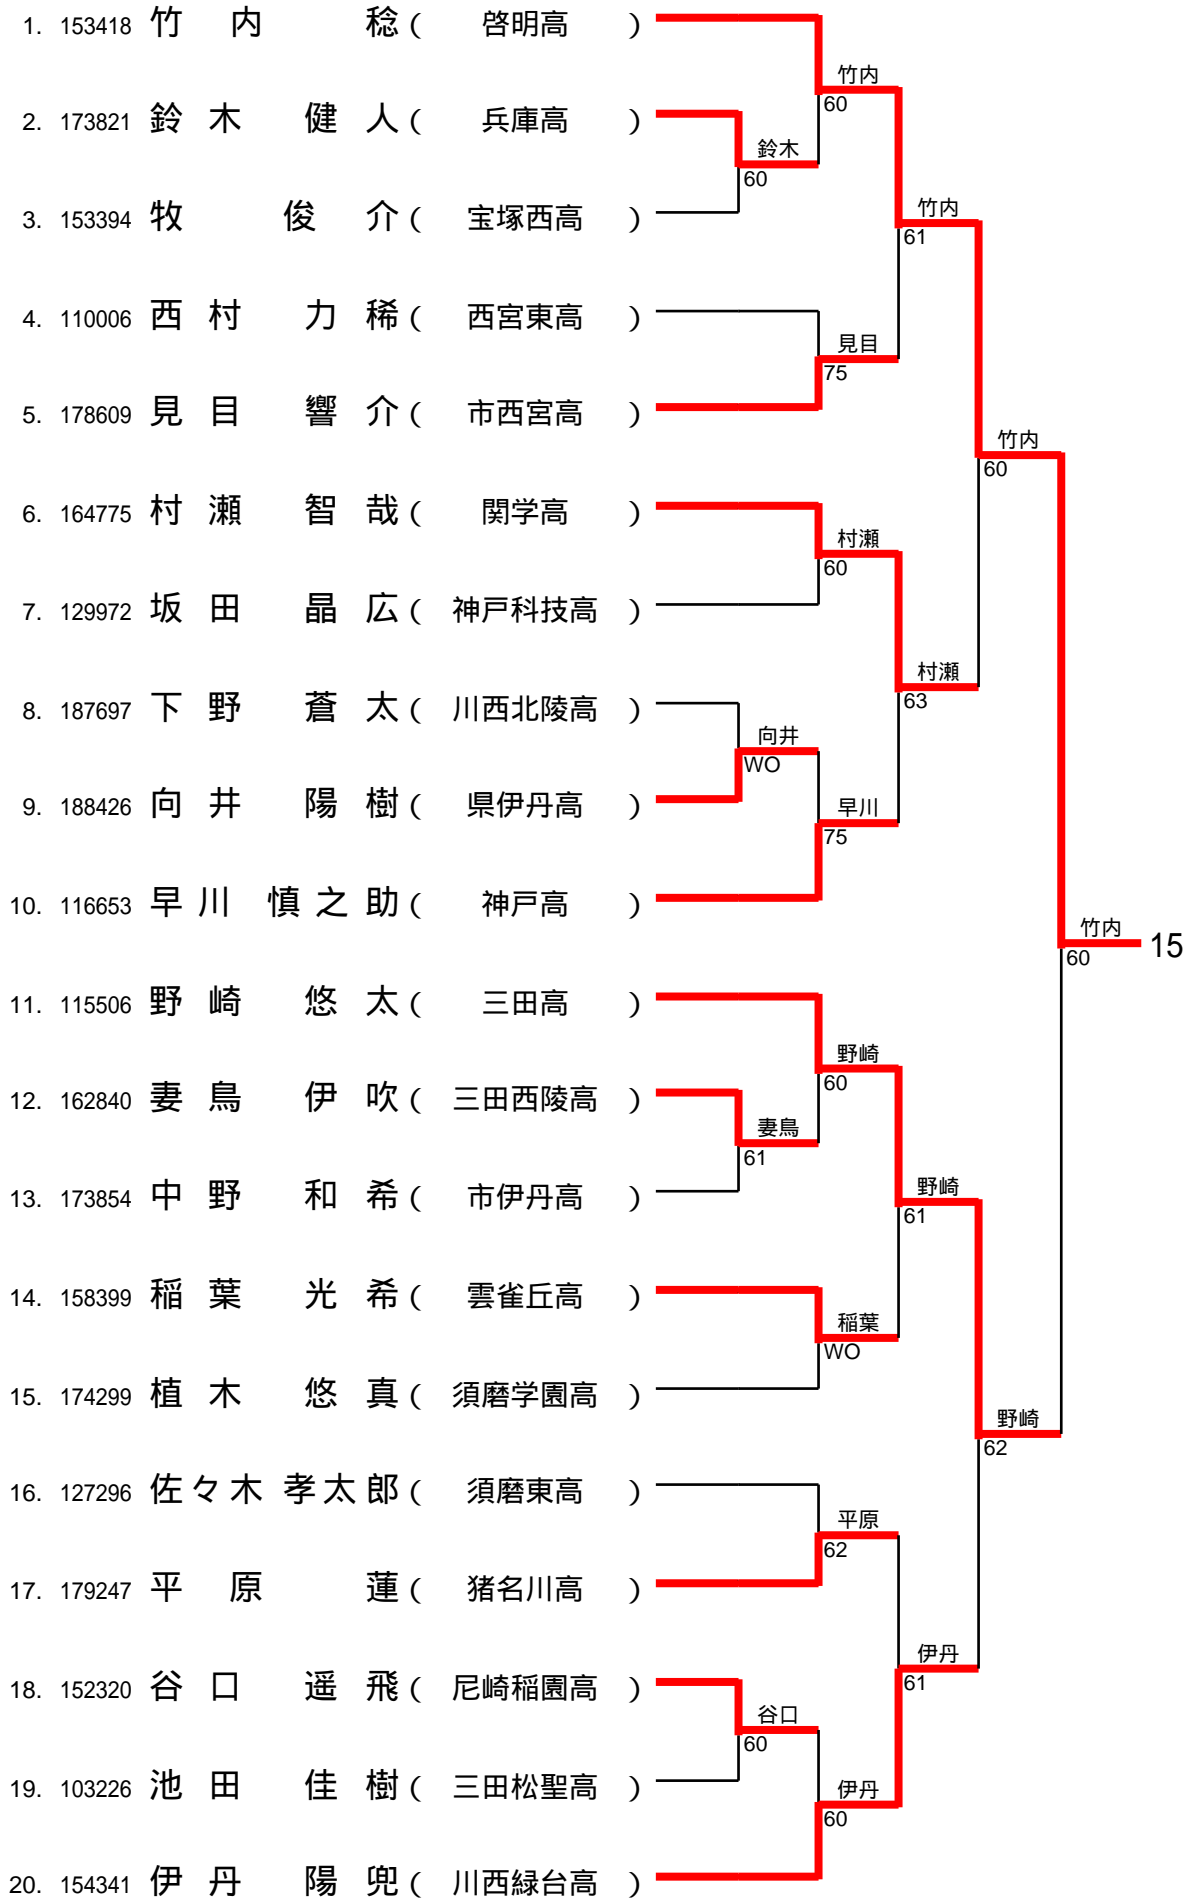 1. 153418 竹内 稔 ( 啓明高 )
竹内
60
2. 173821 鈴木 健人 ( 兵庫高 )
鈴木
60
3. 153394 牧 俊介 ( 宝塚西高 )
竹内
61
4. 110006 西村 力稀 ( 西宮東高 )
見目
75
5. 178609 見目 響介 ( 市西宮高 )
竹内
60
6. 164775 村瀬 智哉 ( 関学高 )
村瀬
60
7. 129972 坂田 晶広 ( 神戸科技高 )
村瀬
63
8. 187697 下野 蒼太 ( 川西北陵高 )
向井
WO
9. 188426 向井 陽樹 ( 県伊丹高 )
早川
75
10. 116653 早川 慎之助 ( 神戸高 )
竹内
60
15
11. 115506 野崎 悠太 ( 三田高 )
野崎
60
12. 162840 妻鳥 伊吹 ( 三田西陵高 )
妻鳥
61
13. 173854 中野 和希 ( 市伊丹高 )
野崎
61
14. 158399 稲葉 光希 ( 雲雀丘高 )
稲葉
WO
15. 174299 植木 悠真 ( 須磨学園高 )
野崎
62
16. 127296 佐々木 孝太郎 ( 須磨東高 )
平原
62
17. 179247 平原 蓮 ( 猪名川高 )
伊丹
61
18. 152320 谷口 遥飛 ( 尼崎稲園高 )
谷口
60
19. 103226 池田 佳樹 ( 三田松聖高 )
伊丹
60
20. 154341 伊丹 陽兜 ( 川西緑台高 )